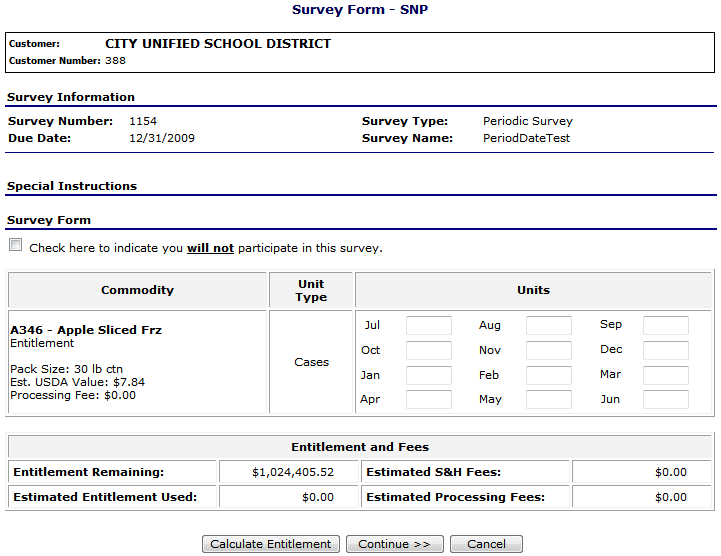 Survey Form - SNP
Customer: CITY UNIFIED SCHOOL DISTRICT
Customer Number: 388
Survey Information
Survey Number: 1154 Survey Type: Periodic Survey
Due Date: 12/31/2009 Survey Name: PeriodDateTest
Special Instructions
Survey Form
Check here to indicate you will not participate in this survey.
Commodity Unit Type Units
A346 - Apple Sliced Frz
Entitlement
Pack Size: 30 lb ctn
Est. USDA Value: $7.84
Processing Fee: $0.00
Cases
Jul Aug Sep
Oct Nov Dec
Jan Feb Mar
Apr May Jun
Entitlement and Fees
Entitlement Remaining: $1,024,405.52 Estimated S&H Fees: $0.00
Estimated Entitlement Used: $0.00 Estimated Processing Fees: $0.00
Calculate Entitlement Continue >> Cancel